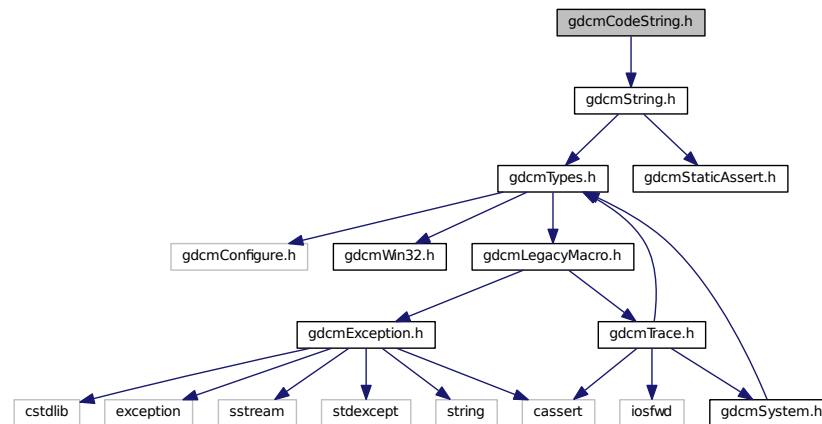 gdcmCodeString.h
gdcmString.h
gdcmTypes.h
gdcmStaticAssert.h
gdcmConfigure.h
gdcmWin32.h
gdcmLegacyMacro.h
gdcmException.h
gdcmTrace.h
cstdlib
exception
sstream
stdexcept
string
cassert
iosfwd
gdcmSystem.h